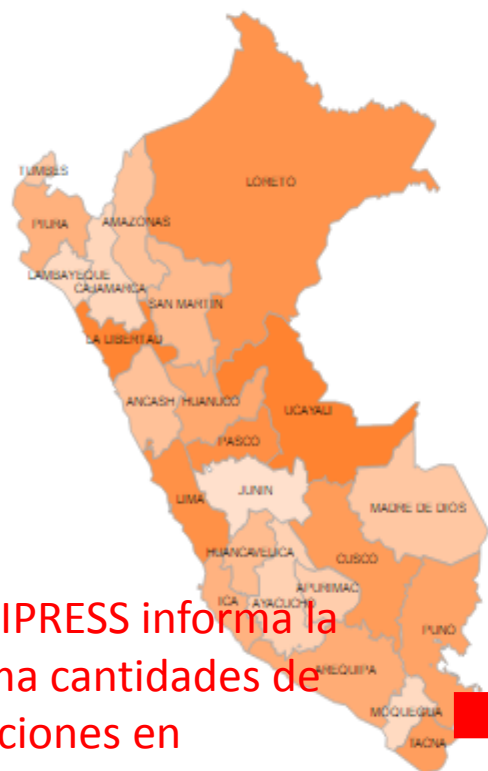 TUMBES
LORETO
PIURA
AMAZONAS
LAMBAYEQUE
CAJAMARCA
SAN MARTIN
LA LIBERTAD
ANCASH
HUANUCO
UCAYALI
PASCO
LIMA
JUNIN
MADRE DE DIOS
HUANCAVELICA
CUSCO
APURIMAC
ICA
AYACUCHO
PUNO
AREQUIPA
MOQUEGUA
TACNA
IPRESS informa la
na cantidades de
ciones en